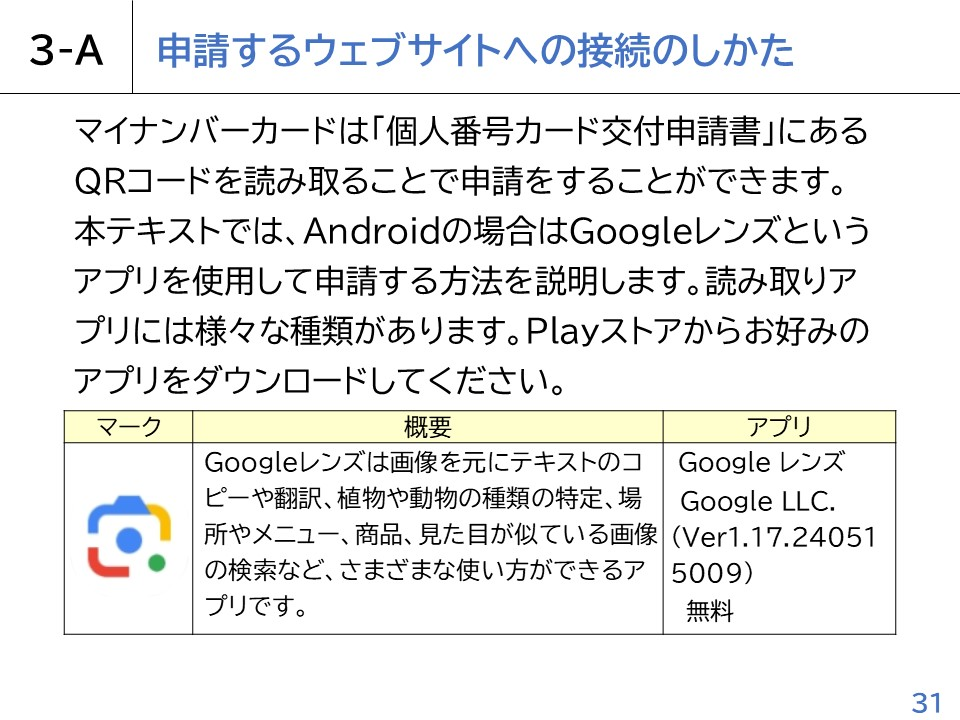 3-A
申請するウェブサイトへの接続のしかた
マイナンバーカードは「個人番号カード交付申請書」にある
QRコードを読み取ることで申請をすることができます。
本テキストでは、Androidの場合はGoogleレンズという
アプリを使用して申請する方法を説明します。読み取りア
プリには様々な種類があります。Playストアからお好みの
アプリをダウンロードしてください。
マーク 概要 アプリ
Googleレンズは画像を元にテキストのコ
ピーや翻訳、植物や動物の種類の特定、場
所やメニュー、商品、見た目が似ている画像
の検索など、さまざまな使い方ができるア
プリです。
Google レンズ
Google LLC.
(Ver1.17.24051
5009)
無料
31